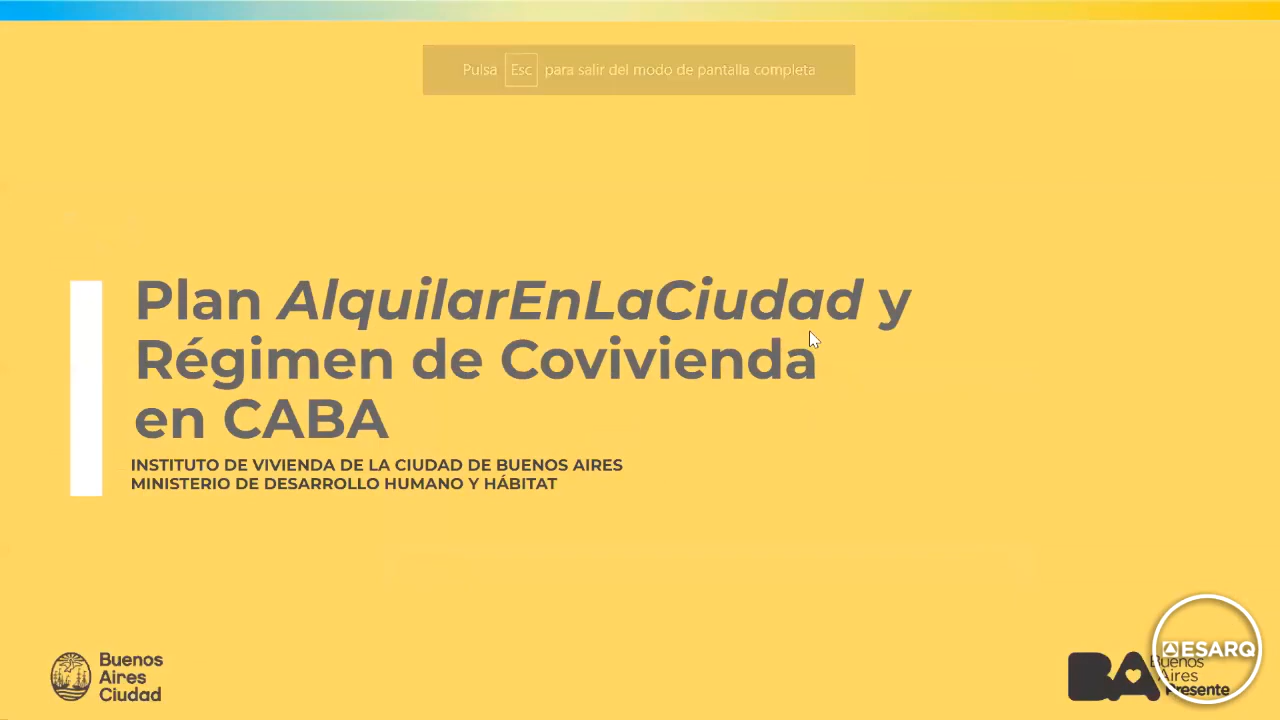 Pulsa Esc para salir del modo de pantalla completa
Plan AlquilarEnLaCiudad y
Régimen de Covivienda
en CABA
INSTITUTO DE VIVIENDA DE LA CIUDAD DE BUENOS AIRES
MINISTERIO DE DESARROLLO HUMANO Y HÁBITAT
Buenos
Aires
Ciudad
BA
Buenos
Aires
Presente
ESARQ